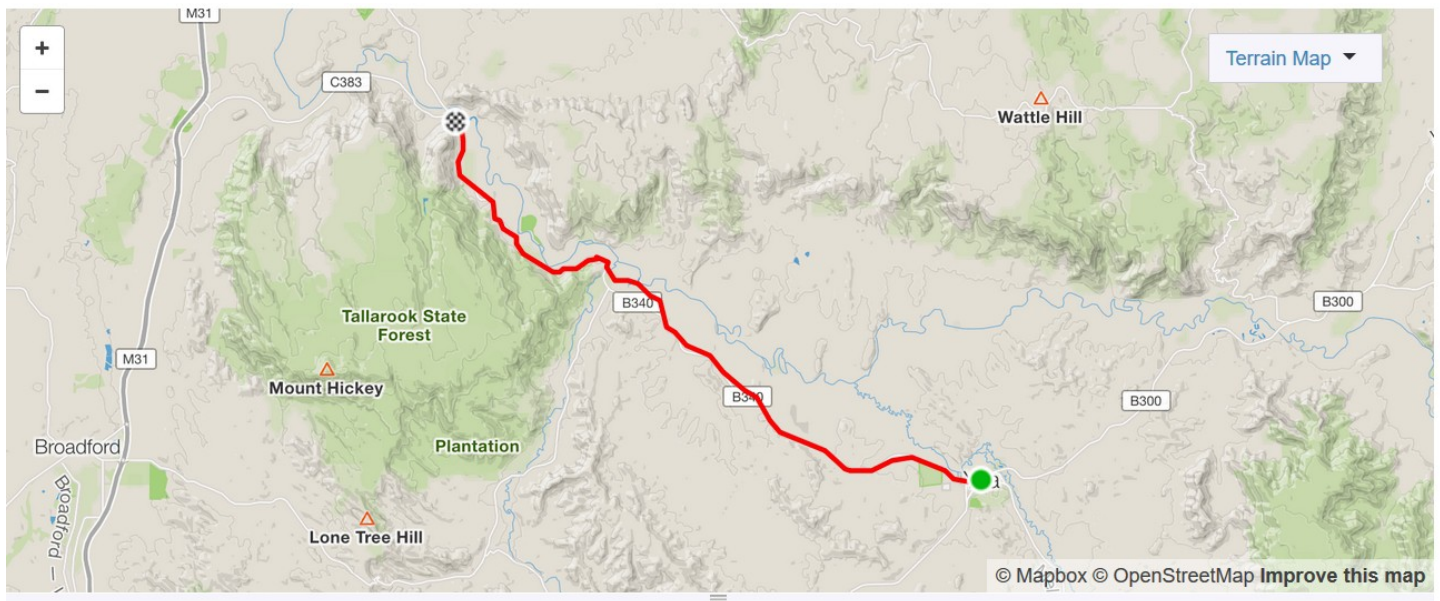 M31
+
−
C383
Terrain Map
Wattle Hill
B340
B300
Tallarook State
Forest
M31
Mount Hickey
B340
B300
Broadford
Plantation
Broadford –
Lone Tree Hill
© Mapbox © OpenStreetMap Improve this map